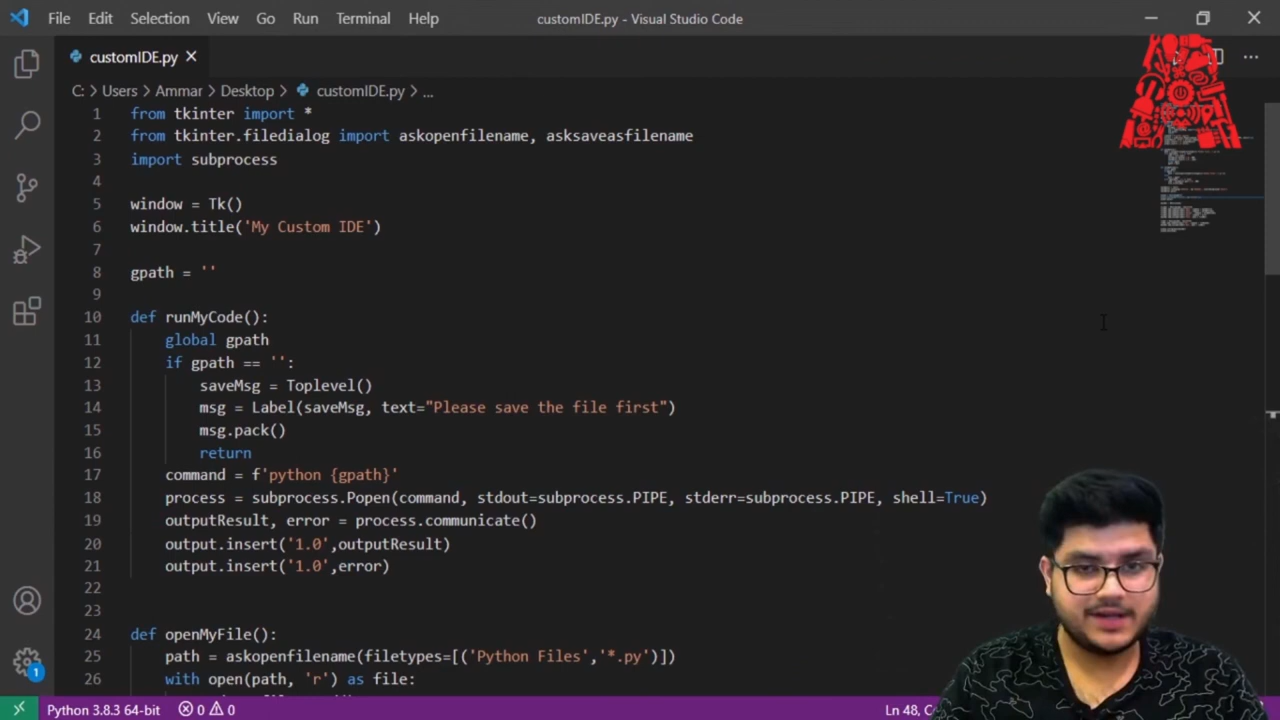 File Edit Selection View Go Run Terminal Help
customIDE.py - Visual Studio Code
customIDE.py
C: > Users > Ammar > Desktop > customIDE.py > ...
1 from tkinter import *
2 from tkinter.filedialog import askopenfilename, asksaveasfilename
3 import subprocess
4
5 window = Tk()
6 window.title('My Custom IDE')
7
8 gpath = ''
9
10 def runMyCode():
11 global gpath
12 if gpath == '':
13 saveMsg = Toplevel()
14 msg = Label(saveMsg, text="Please save the file first")
15 msg.pack()
16 return
17 command = f'python {gpath}'
18 process = subprocess.Popen(command, stdout=subprocess.PIPE, stderr=subprocess.PIPE, shell=True)
19 outputResult, error = process.communicate()
20 output.insert('1.0',outputResult)
21 output.insert('1.0',error)
22
23
24 def openMyFile():
25 path = askopenfilename(filetypes=[('Python Files','*.py')])
26 with open(path, 'r') as file:
1
Python 3.8.3 64-bit 0 0 Ln 48,